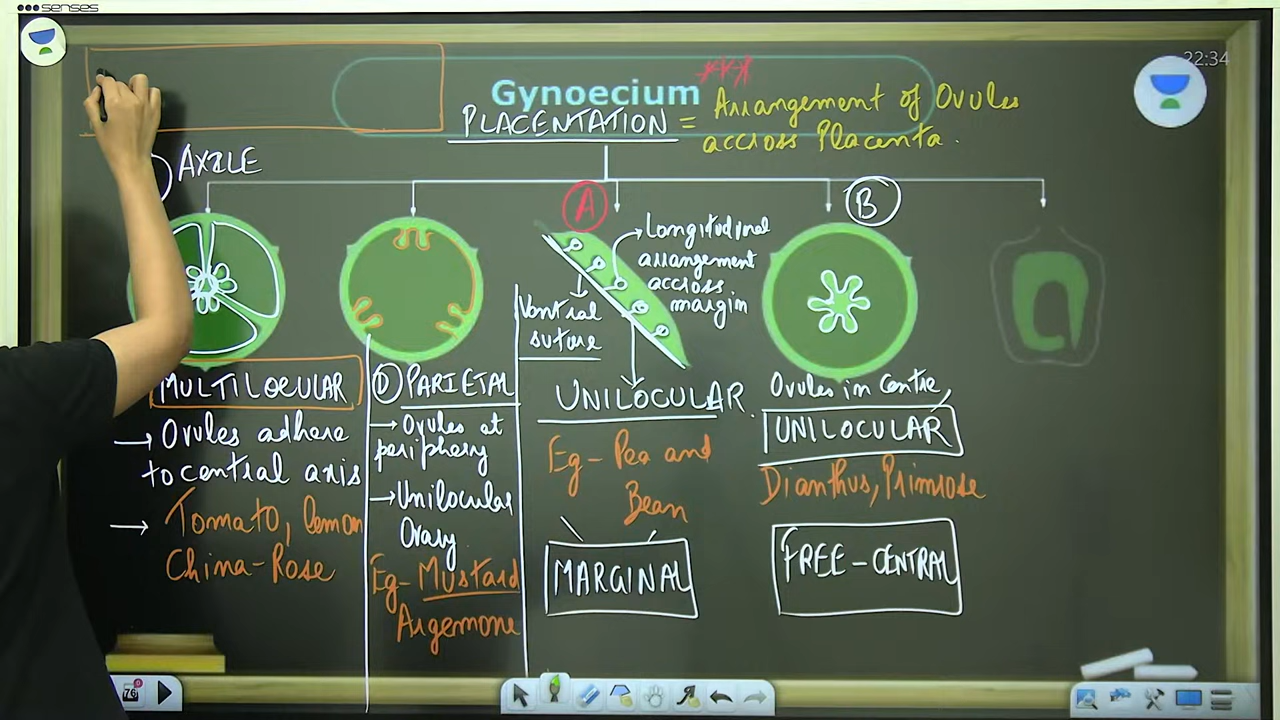 senses
22:34
Gynoecium
PLACENTATION = Arrangement of Ovules
accross Placenta.
AXILE
A
B
Longitudinal
arrangement
accross
margin
Ventral
suture
MULTILOCULAR
→ Ovules adhere
to central axis
→ Tomato, lemon
China-Rose
D PARIETAL
→ Ovules at
periphery
→ Unilocular
Ovary
Eg - Mustard
Argemone
UNILOCULAR
Eg - Pea and
Bean
MARGINAL
Ovules in centre,
UNILOCULAR
Dianthus, Primrose
FREE - CENTRAL
76